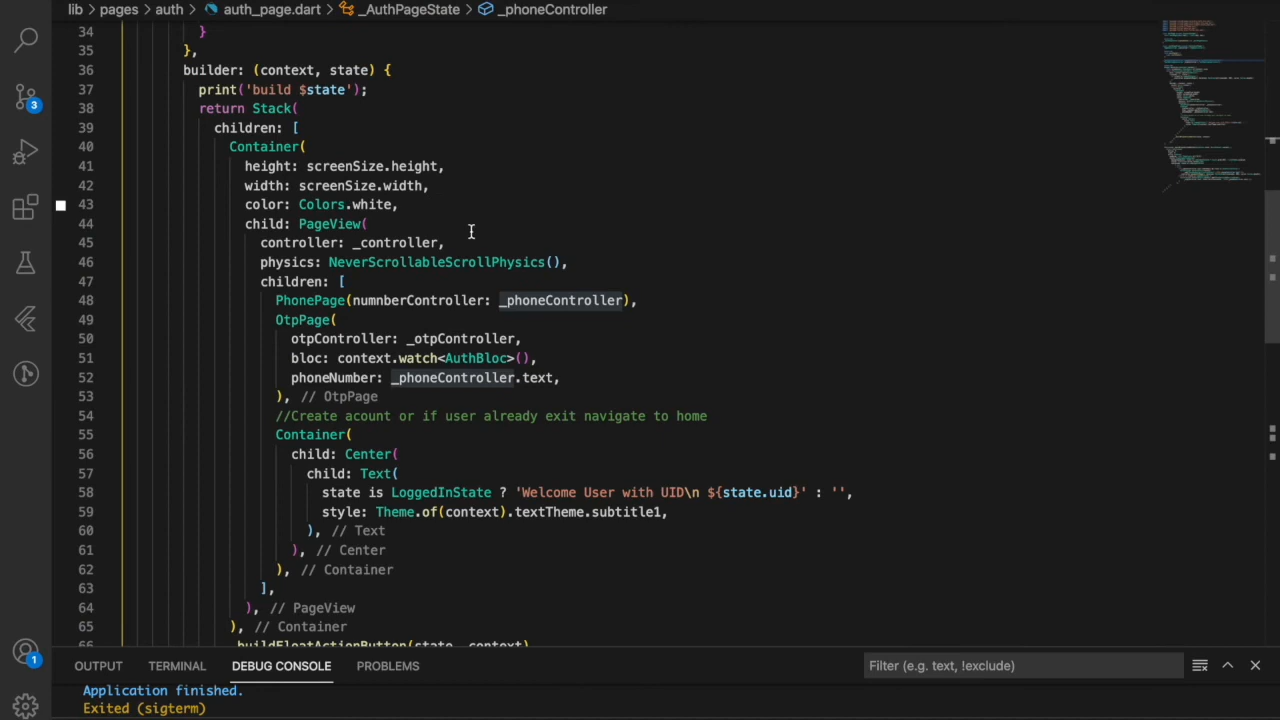 lib > pages > auth > auth_page.dart > _AuthPageState > _phoneController
34 }
35 },
36 builder: (context, state) {
37 print('build $state');
38 return Stack(
39 children: [
40 Container(
41 height: screenSize.height,
42 width: screenSize.width,
43 color: Colors.white,
44 child: PageView(
45 controller: _controller,
46 physics: NeverScrollableScrollPhysics(),
47 children: [
48 PhonePage(numnberController: _phoneController),
49 OtpPage(
50 otpController: _otpController,
51 bloc: context.watch<AuthBloc>(),
52 phoneNumber: _phoneController.text,
53 ), // OtpPage
54 //Create acount or if user already exit navigate to home
55 Container(
56 child: Center(
57 child: Text(
58 state is LoggedInState ? 'Welcome User with UID\n ${state.uid}' : '',
59 style: Theme.of(context).textTheme.subtitle1,
60 ), // Text
61 ), // Center
62 ), // Container
63 ],
64 ), // PageView
65 ), // Container
66 _buildFloatActionButton(state, context)
3
1
OUTPUT TERMINAL DEBUG CONSOLE PROBLEMS Filter (e.g. text, !exclude)
Application finished.
Exited (sigterm)